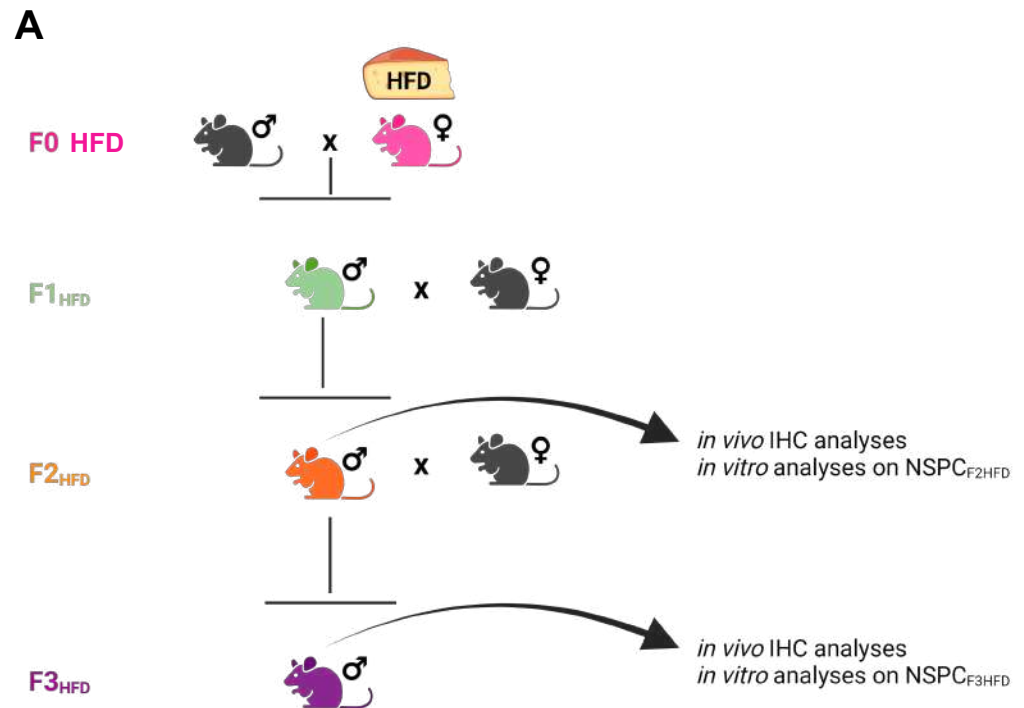 A
HFD
F0 HFD
♂ x ♀
F1HFD
♂ x ♀
in vivo IHC analyses
in vitro analyses on NSPCF2HFD
F2HFD
♂ x ♀
in vivo IHC analyses
in vitro analyses on NSPCF3HFD
F3HFD
♂